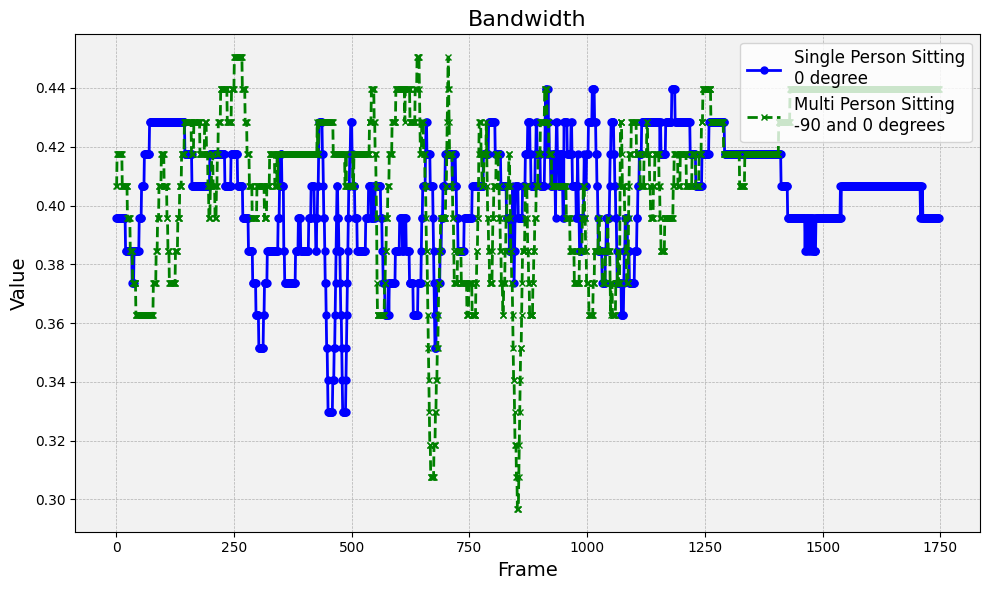 Bandwidth
Single Person Sitting
0 degree
Multi Person Sitting
-90 and 0 degrees
Value
0.44
0.42
0.40
0.38
0.36
0.34
0.32
0.30
0 250 500 750 1000 1250 1500 1750
Frame